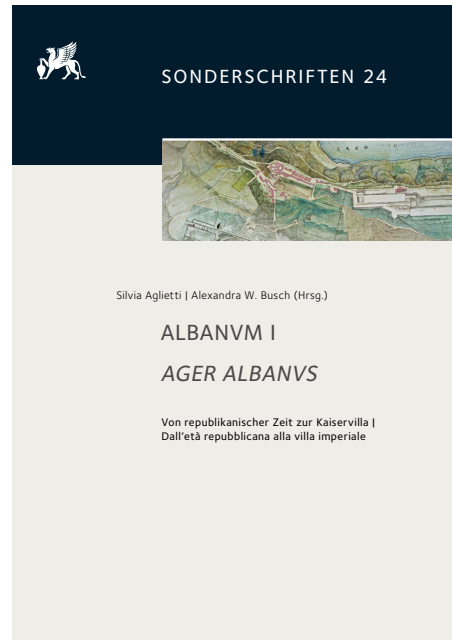 SONDERSCHRIFTEN 24
LAGO
Silvia Aglietti | Alexandra W. Busch (Hrsg.)
ALBANVM I
AGER ALBANVS
Von republikanischer Zeit zur Kaiservilla |
Dall’età repubblicana alla villa imperiale